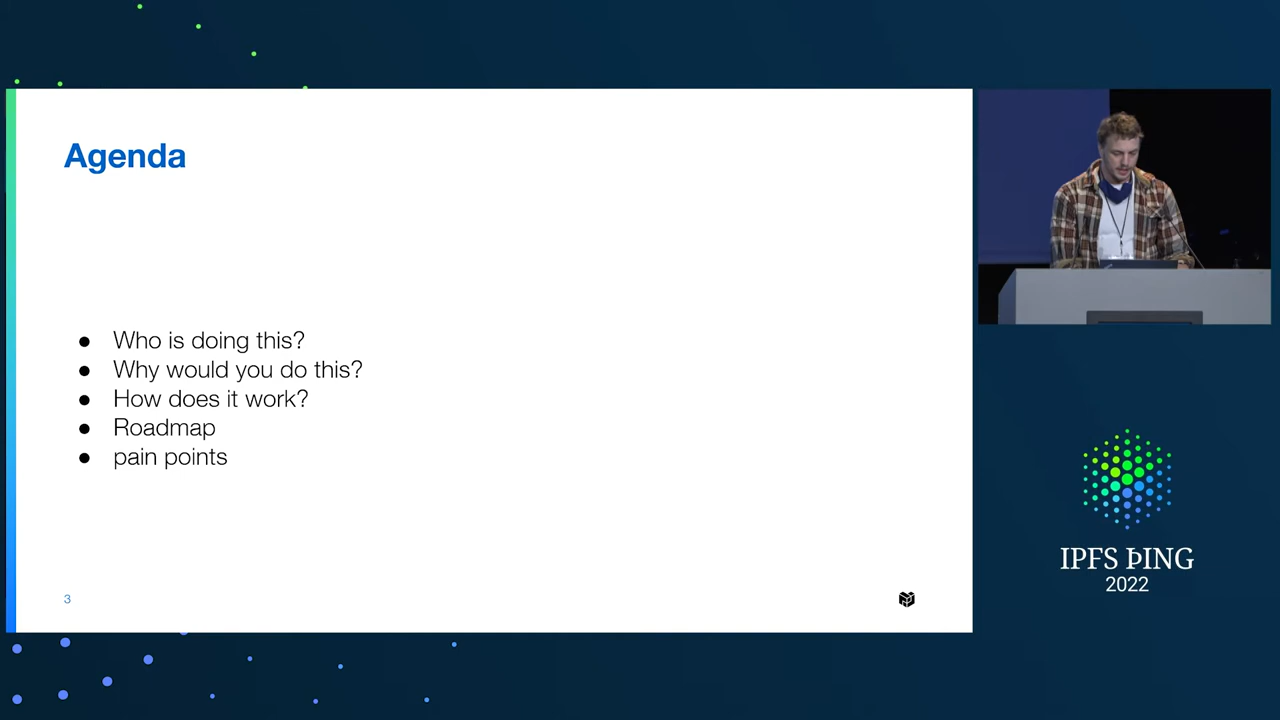 Agenda
● Who is doing this?
● Why would you do this?
● How does it work?
● Roadmap
● pain points
3
IPFS ÞING
2022